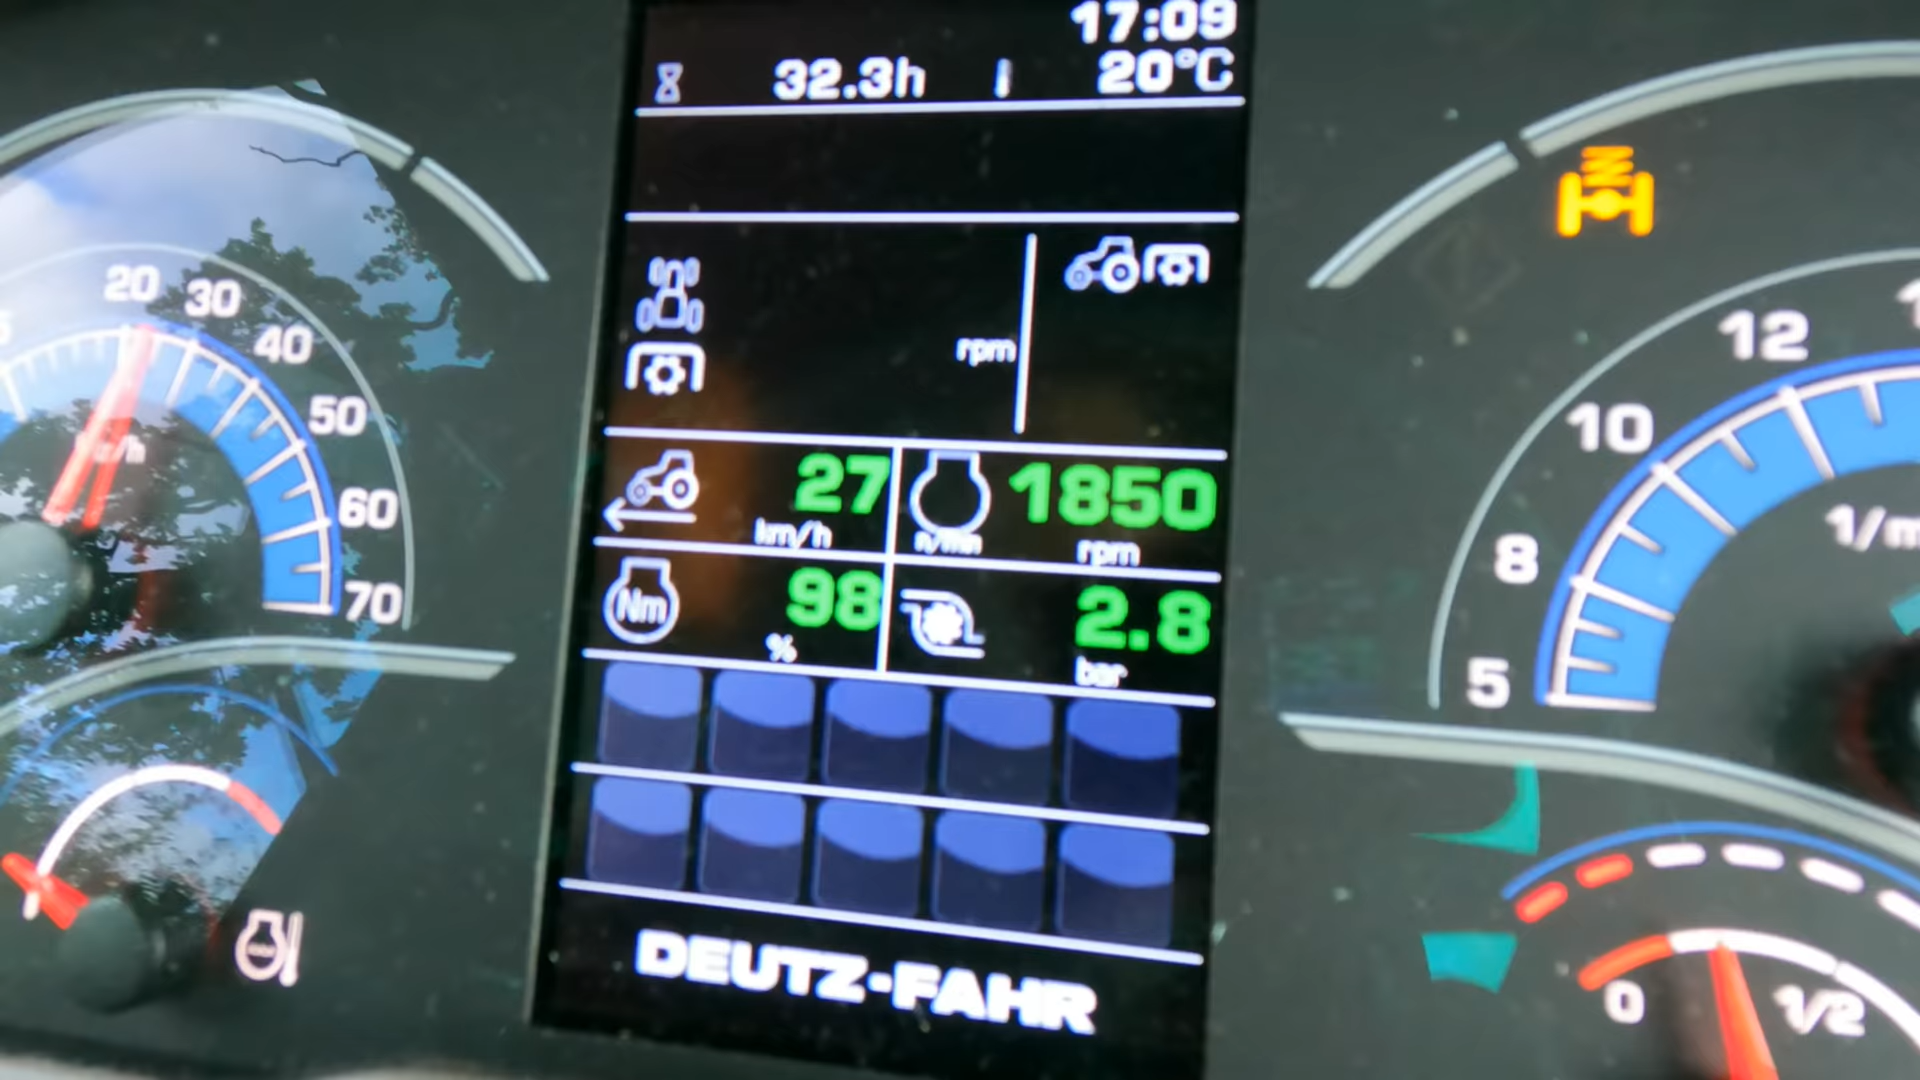 17:09
32.3h 20°C
rpm
27 1850
km/h n/min rpm
Nm 98 2.8
% bar
DEUTZ-FAHR
20 30
40
50
60
70
km/h
12
10
8
5
1/m
0 1/2